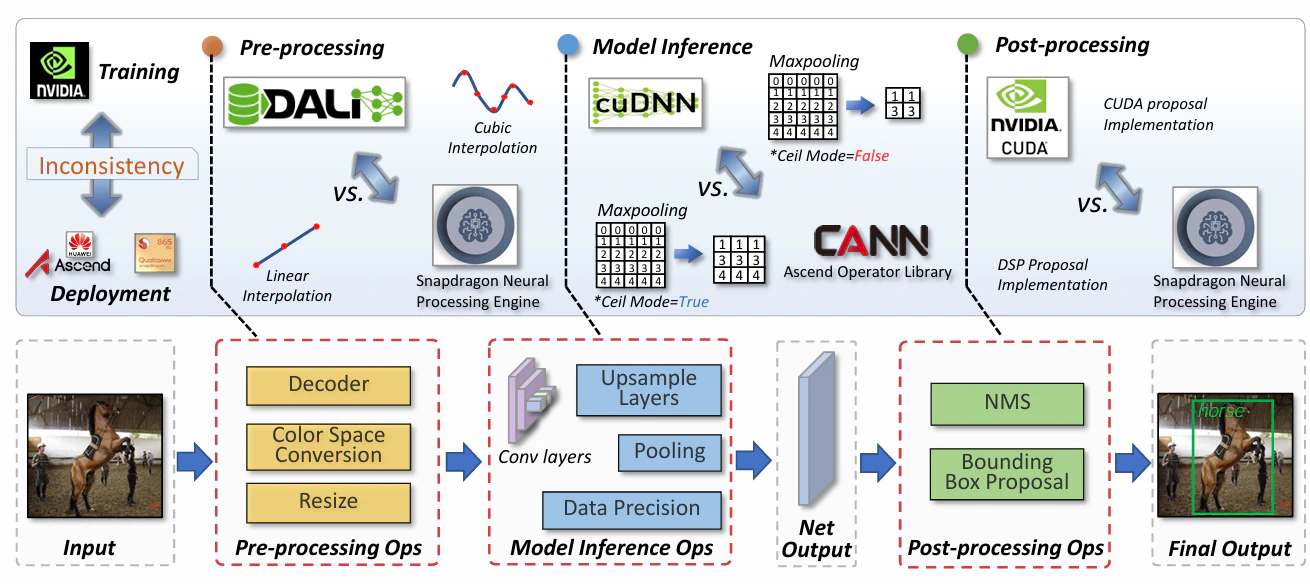 NVIDIA
Training
Inconsistency
HUAWEI
Ascend
865
5G
Qualcomm
snapdragon
Deployment
Pre-processing
DALI
Cubic
Interpolation
vs.
Linear
Interpolation
Snapdragon Neural
Processing Engine
Model Inference
cuDNN
Maxpooling
0 0 0 0 0
1 1 1 1 1
2 2 2 2 2
3 3 3 3 3
4 4 4 4 4
1 1
3 3
*Ceil Mode=False
vs.
Maxpooling
0 0 0 0 0
1 1 1 1 1
2 2 2 2 2
3 3 3 3 3
4 4 4 4 4
1 1 1
3 3 3
4 4 4
*Ceil Mode=True
CANN
Ascend Operator Library
Post-processing
NVIDIA.
CUDA
CUDA proposal
Implementation
vs.
DSP Proposal
Implementation
Snapdragon Neural
Processing Engine
Input
Decoder
Color Space
Conversion
Resize
Pre-processing Ops
Conv layers
Upsample
Layers
Pooling
Data Precision
Model Inference Ops
Net
Output
NMS
Bounding
Box Proposal
Post-processing Ops
horse
Final Output